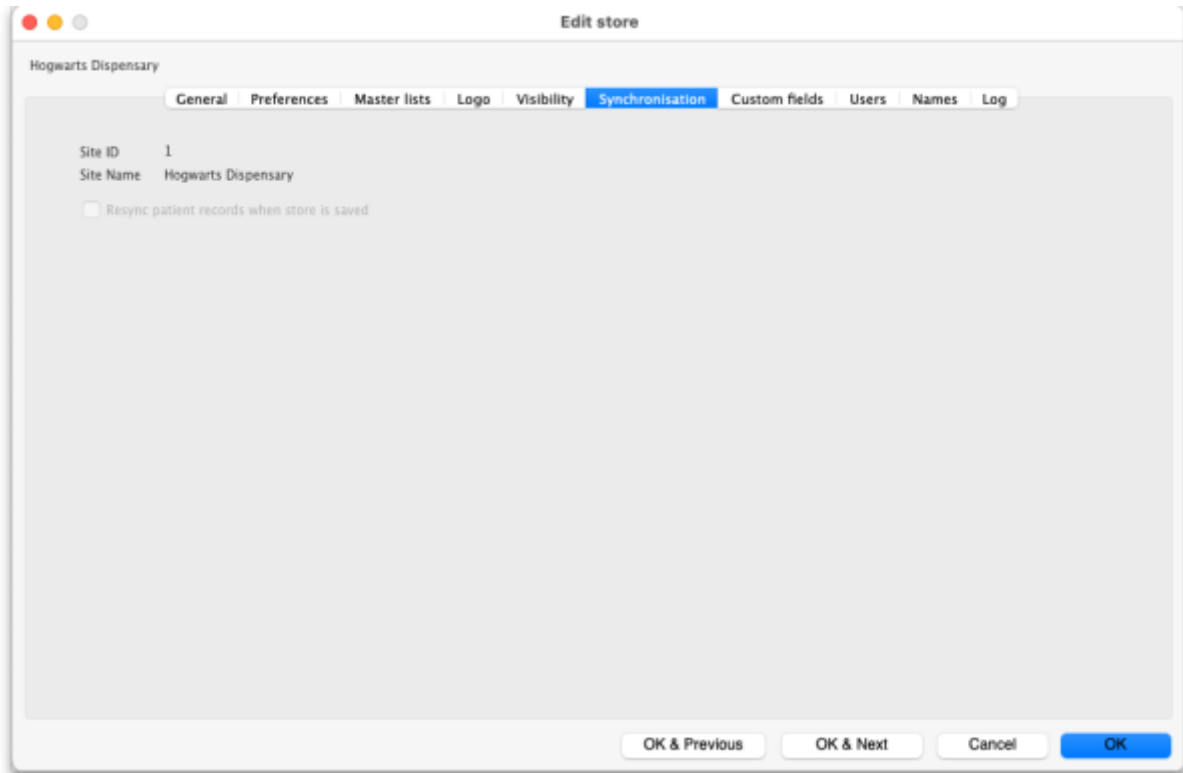 Edit store
Hogwarts Dispensary
General Preferences Master lists Logo Visibility Synchronisation Custom fields Users Names Log
Site ID 1
Site Name Hogwarts Dispensary
Resync patient records when store is saved
OK & Previous OK & Next Cancel OK